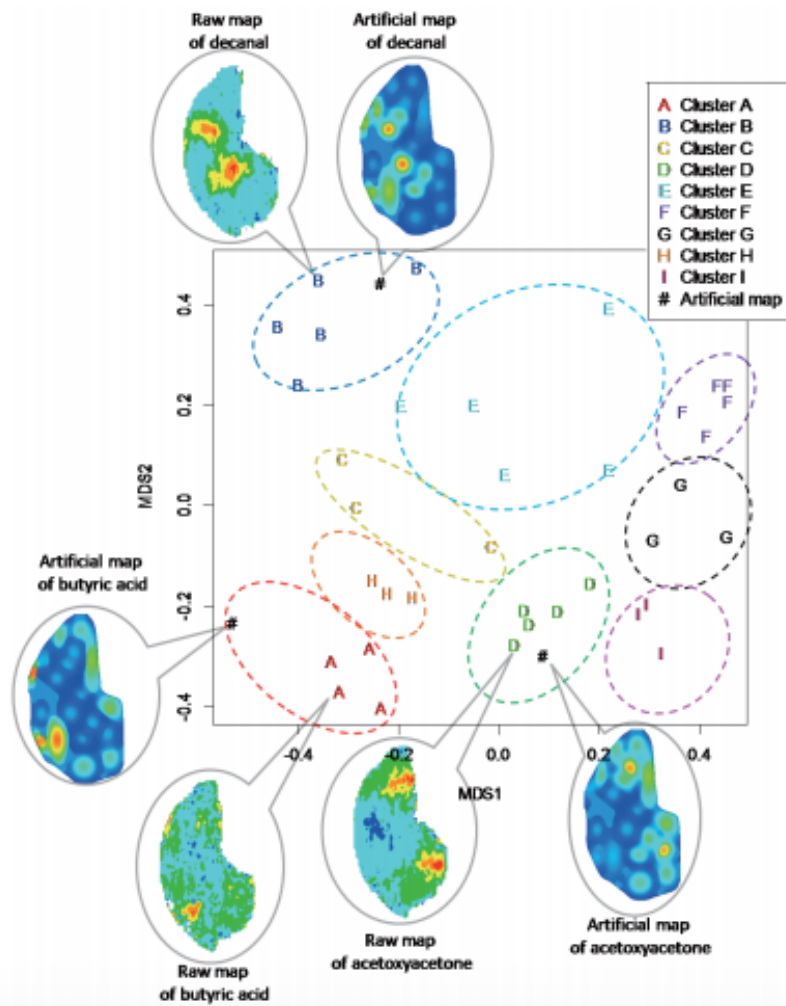 Raw map
of decanal
Artificial map
of decanal
A Cluster A
B Cluster B
C Cluster C
D Cluster D
E Cluster E
F Cluster F
G Cluster G
H Cluster H
I Cluster I
# Artificial map
B
#
B
B
B
B
E
E
E
E
E
F
F
F
F
F
C
C
C
G
G
G
H
H
H
A
A
A
A
#
D
D
D
D
D
#
I
I
I
0.4
0.2
0.0
-0.2
-0.4
MDS2
-0.4
-0.2
0.0
0.2
0.4
MDS1
Artificial map
of butyric acid
Raw map
of butyric acid
Raw map
of acetoxyacetone
Artificial map
of acetoxyacetone